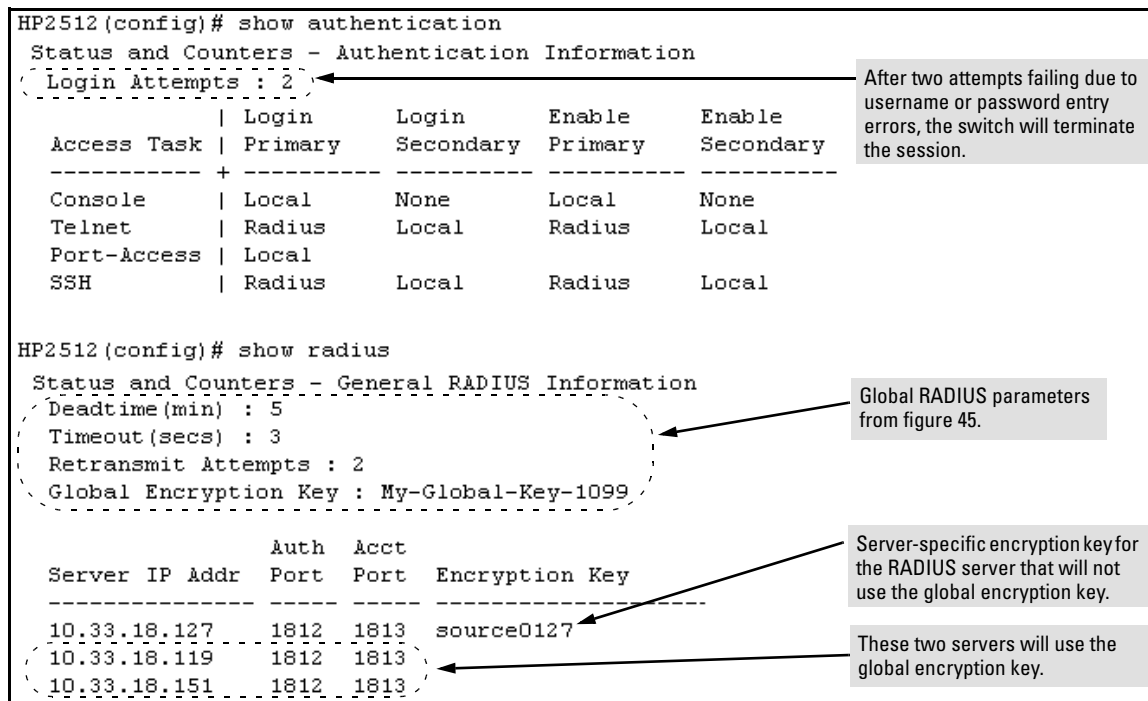 HP2512(config)# show authentication
Status and Counters - Authentication Information
Login Attempts : 2
After two attempts failing due to
username or password entry
errors, the switch will terminate
the session.
| Login Login Enable Enable
Access Task | Primary Secondary Primary Secondary
----------- + ---------- ---------- ---------- ----------
Console | Local None Local None
Telnet | Radius Local Radius Local
Port-Access | Local
SSH | Radius Local Radius Local
HP2512(config)# show radius
Status and Counters - General RADIUS Information
Deadtime(min) : 5
Timeout(secs) : 3
Retransmit Attempts : 2
Global Encryption Key : My-Global-Key-1099
Global RADIUS parameters
from figure 45.
Auth Acct
Server IP Addr Port Port Encryption Key
--------------- ----- ----- --------------------
10.33.18.127 1812 1813 source0127
10.33.18.119 1812 1813
10.33.18.151 1812 1813
Server-specific encryption key for
the RADIUS server that will not
use the global encryption key.
These two servers will use the
global encryption key.